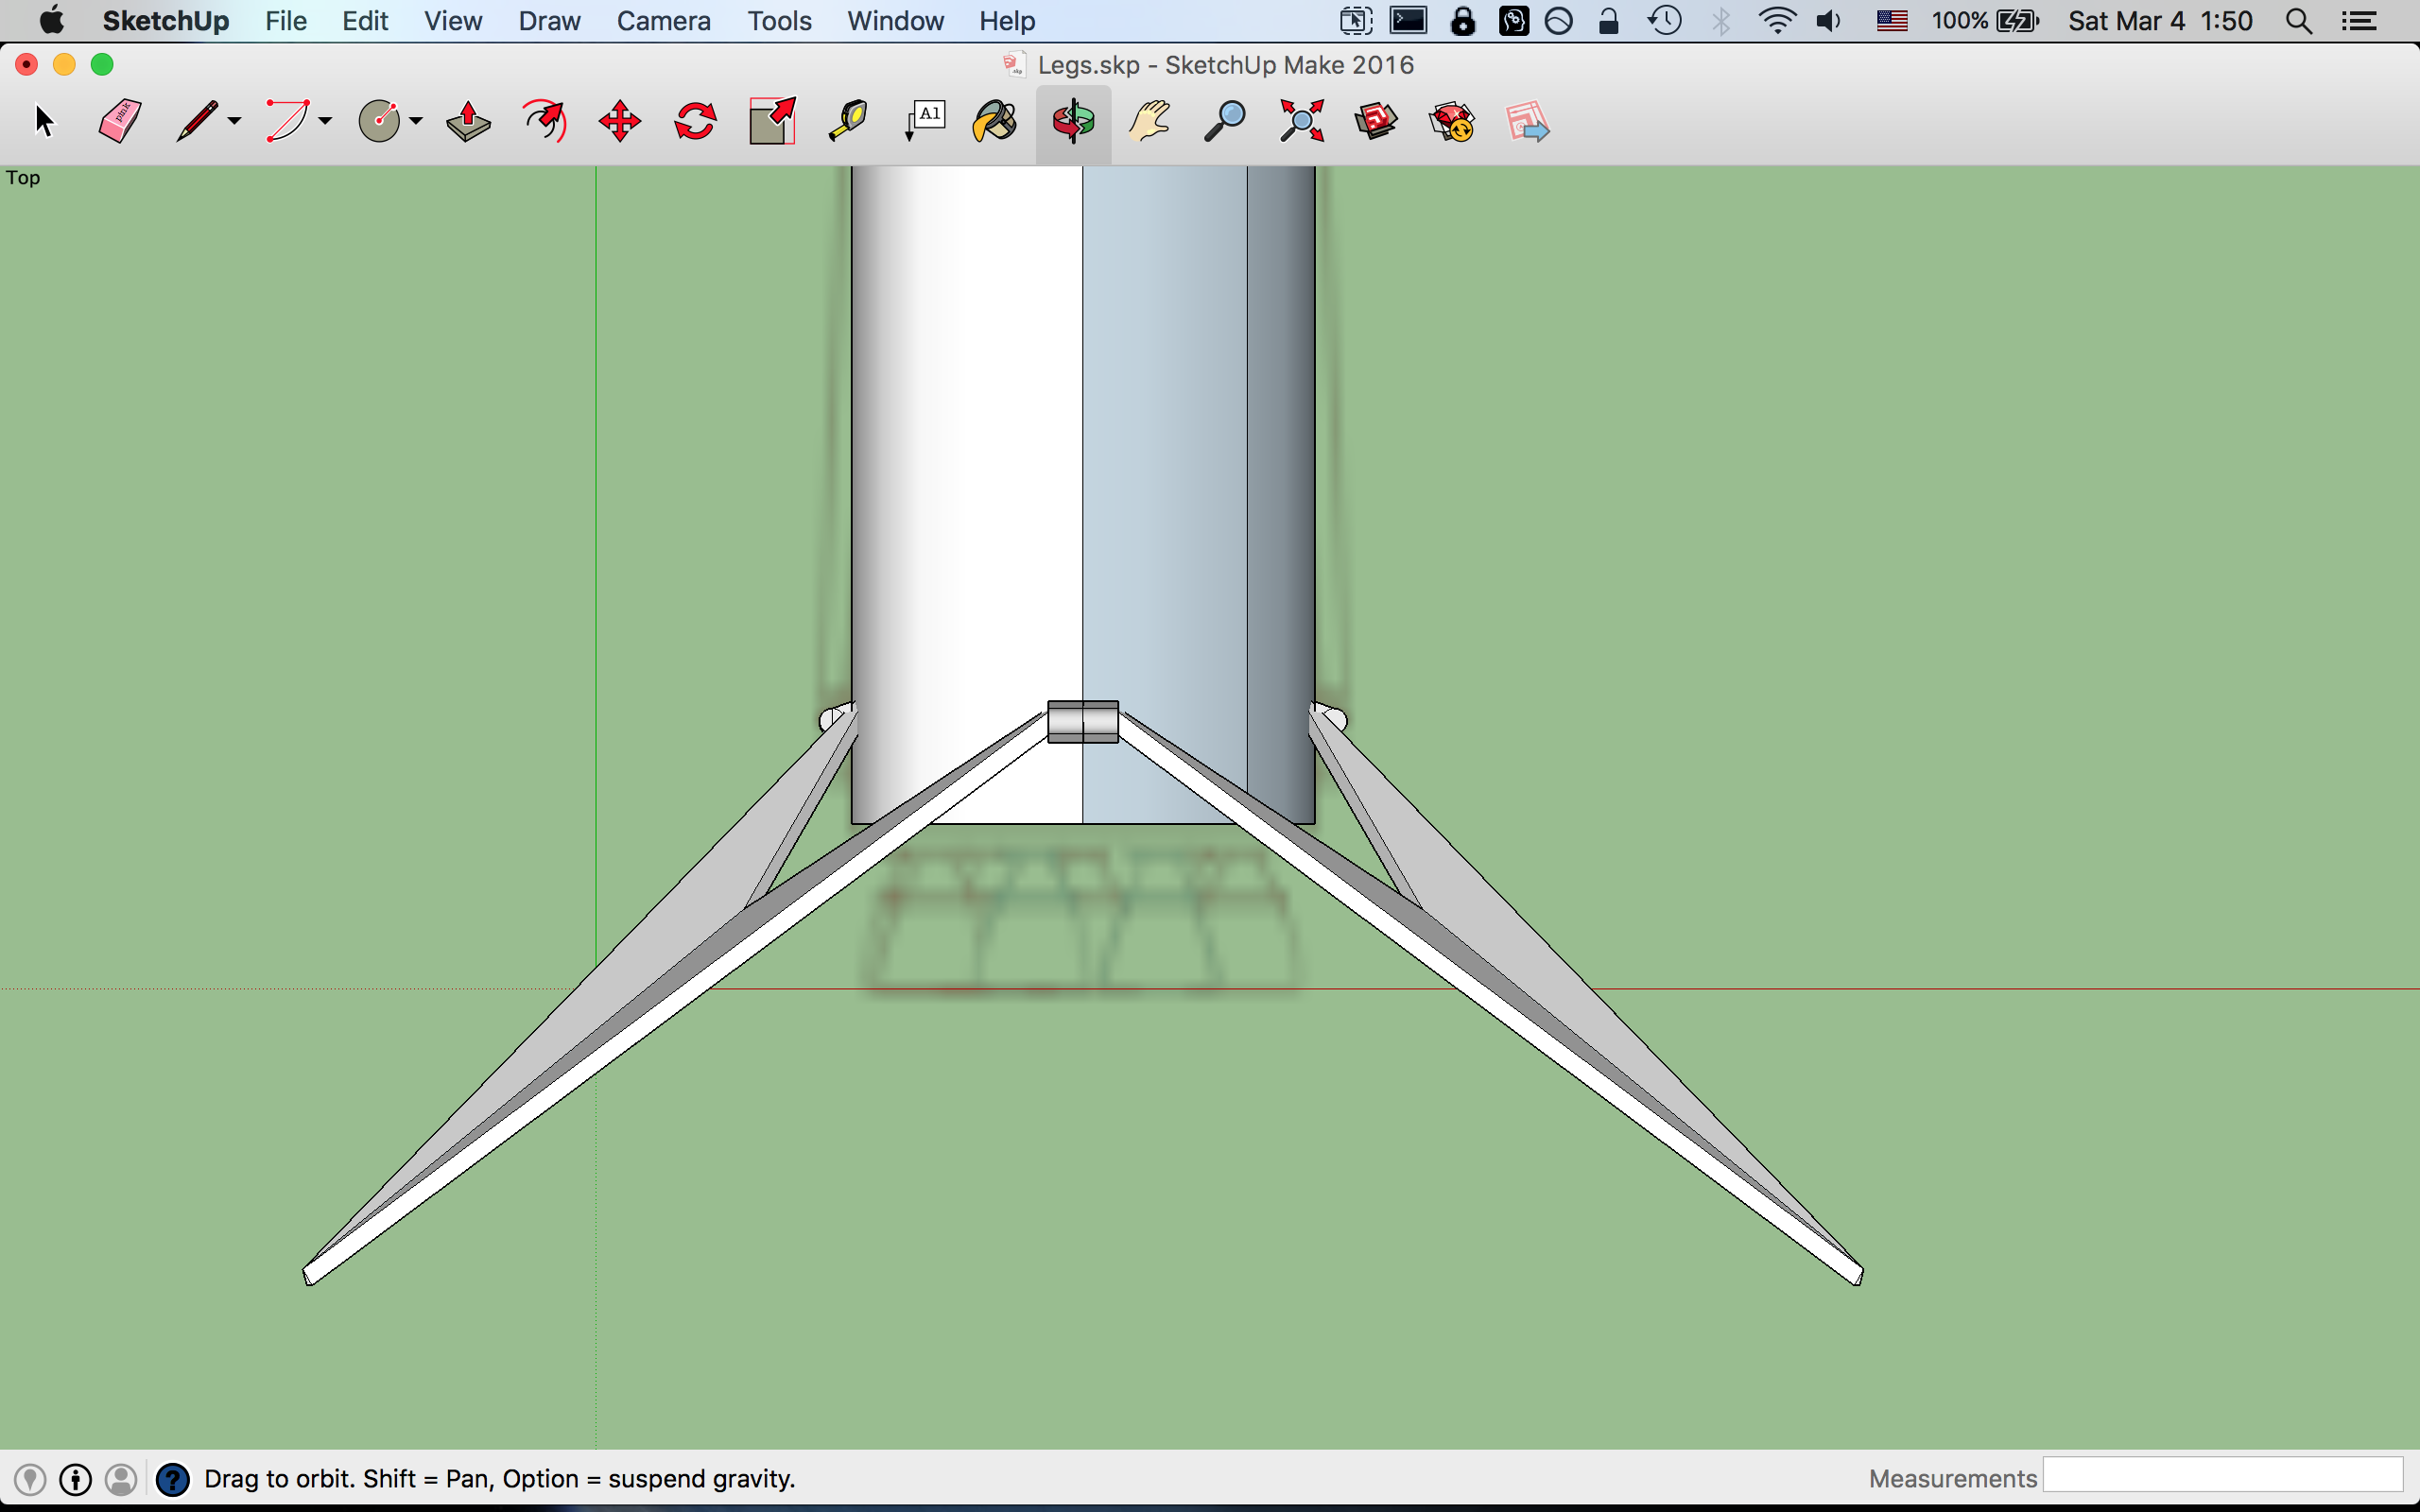 SketchUp File Edit View Draw Camera Tools Window Help 100% Sat Mar 4 1:50
Legs.skp - SketchUp Make 2016
A1
Top
? Drag to orbit. Shift = Pan, Option = suspend gravity. Measurements